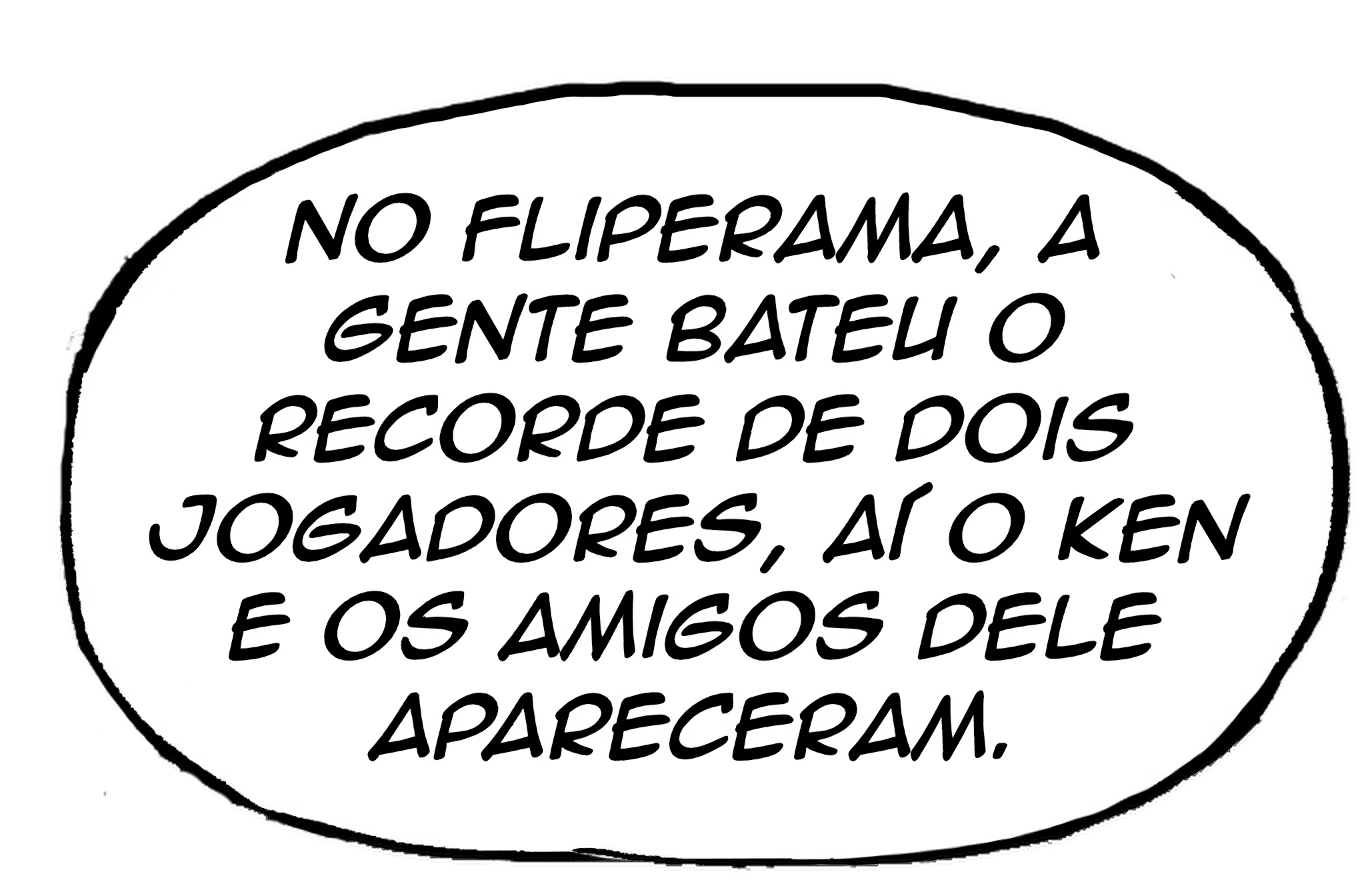 NO FLIPERAMA, A
GENTE BATEU O
RECORDE DE DOIS
JOGADORES, AÍ O KEN
E OS AMIGOS DELE
APARECERAM.